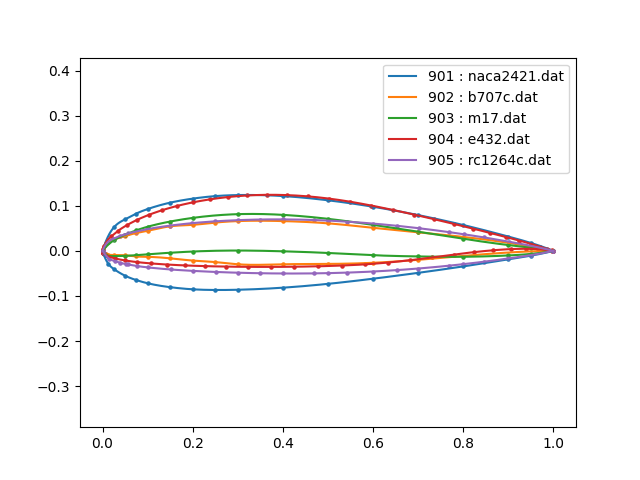 0.4
0.3
0.2
0.1
0.0
−0.1
−0.2
−0.3
0.0 0.2 0.4 0.6 0.8 1.0
901 : naca2421.dat
902 : b707c.dat
903 : m17.dat
904 : e432.dat
905 : rc1264c.dat